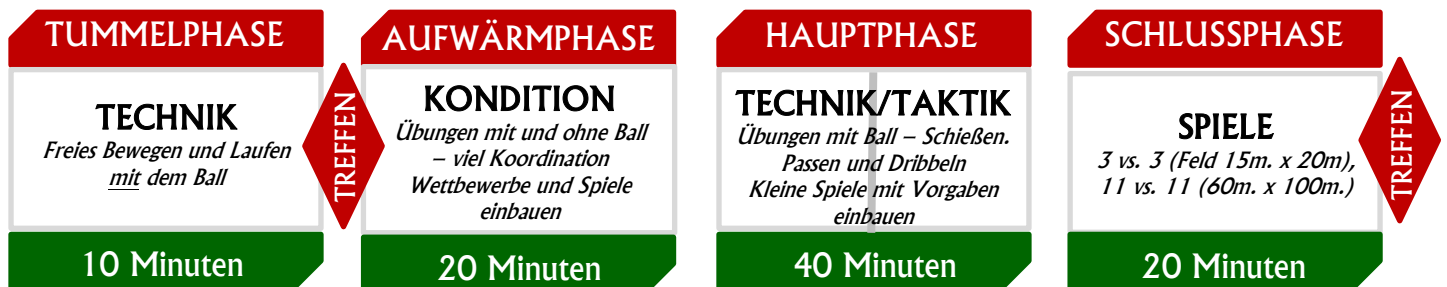 TUMMELPHASE
TECHNIK
Freies Bewegen und Laufen
mit dem Ball
10 Minuten
TREFFEN
AUFWÄRMPHASE
KONDITION
Übungen mit und ohne Ball
– viel Koordination
Wettbewerbe und Spiele
einbauen
20 Minuten
HAUPTPHASE
TECHNIK/TAKTIK
Übungen mit Ball – Schießen.
Passen und Dribbeln
Kleine Spiele mit Vorgaben
einbauen
40 Minuten
SCHLUSSPHASE
SPIELE
3 vs. 3 (Feld 15m. x 20m),
11 vs. 11 (60m. x 100m.)
20 Minuten
TREFFEN